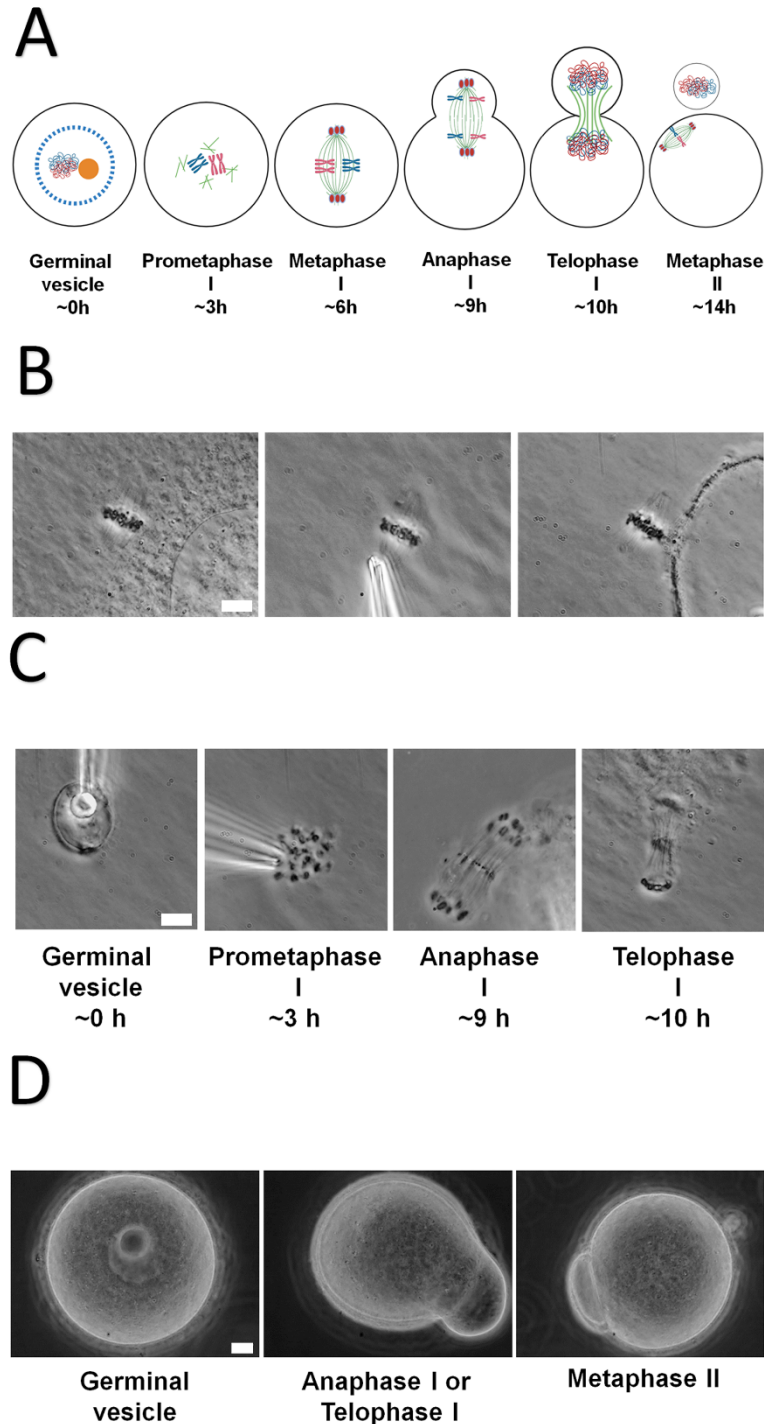 A
Germinal
vesicle
~0h
Prometaphase
I
~3h
Metaphase
I
~6h
Anaphase
I
~9h
Telophase
I
~10h
Metaphase
II
~14h
B
C
Germinal
vesicle
~0 h
Prometaphase
I
~3 h
Anaphase
I
~9 h
Telophase
I
~10 h
D
Germinal
vesicle
Anaphase I or
Telophase I
Metaphase II